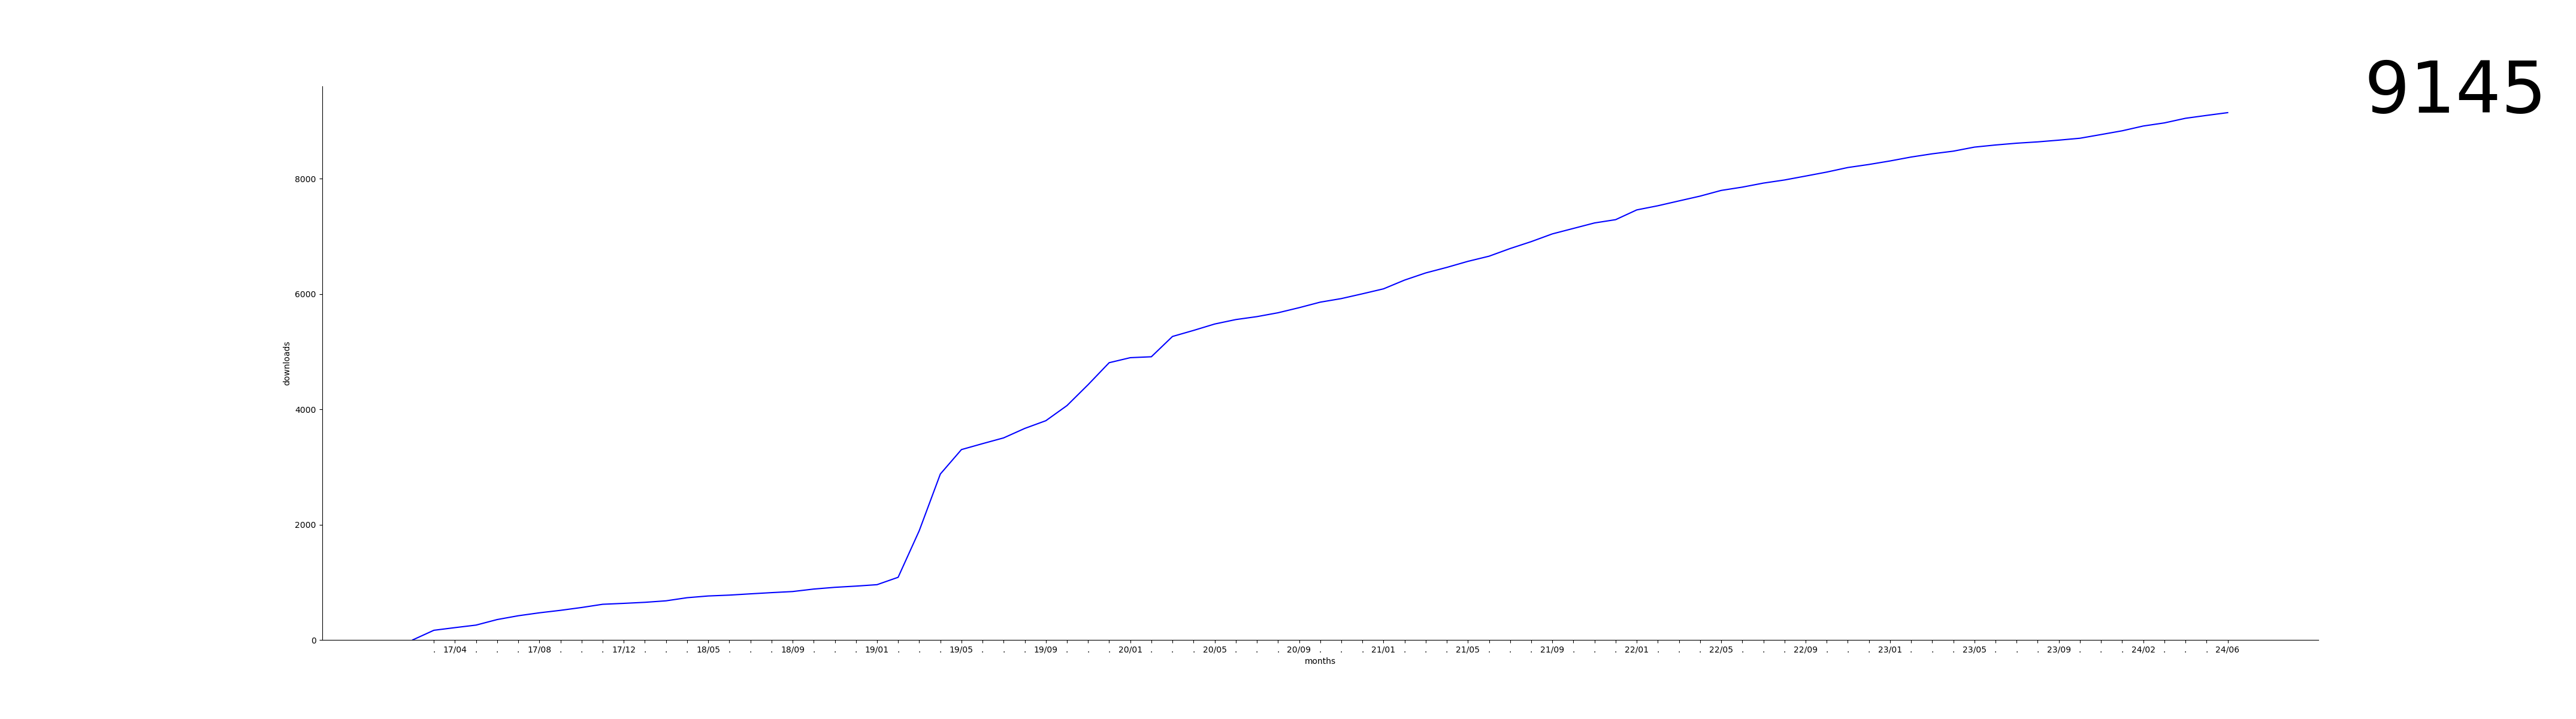 9145
8000
6000
4000
2000
0
downloads
. 17/04 . . . 17/08 . . . 17/12 . . . 18/05 . . . 18/09 . . . 19/01 . . . 19/05 . . . 19/09 . . . 20/01 . . . 20/05 . . . 20/09 . . . 21/01 . . . 21/05 . . . 21/09 . . . 22/01 . . . 22/05 . . . 22/09 . . . 23/01 . . . 23/05 . . . 23/09 . . . 24/02 . . . 24/06
months